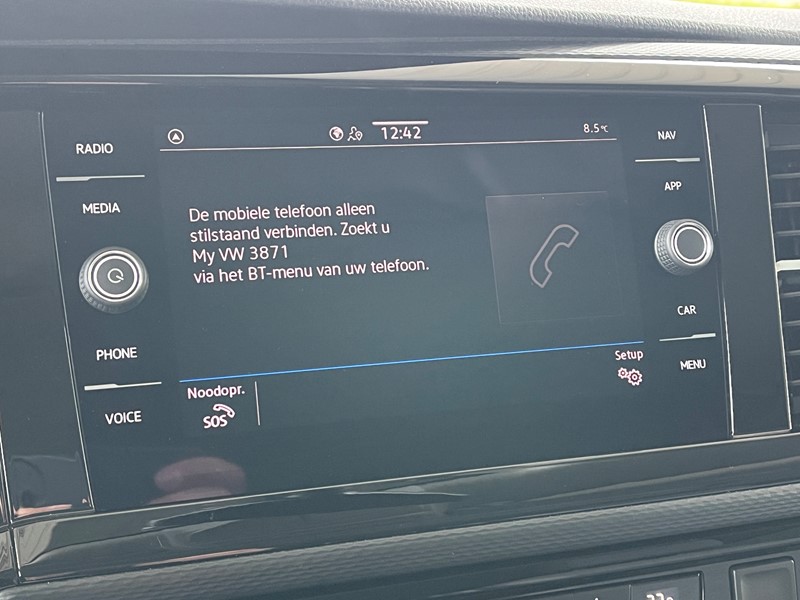 12:42
8.5°C
RADIO
MEDIA
PHONE
VOICE
De mobiele telefoon alleen
stilstaand verbinden. Zoekt u
My VW 3871
via het BT-menu van uw telefoon.
Noodopr.
SOS
Setup
NAV
APP
CAR
MENU